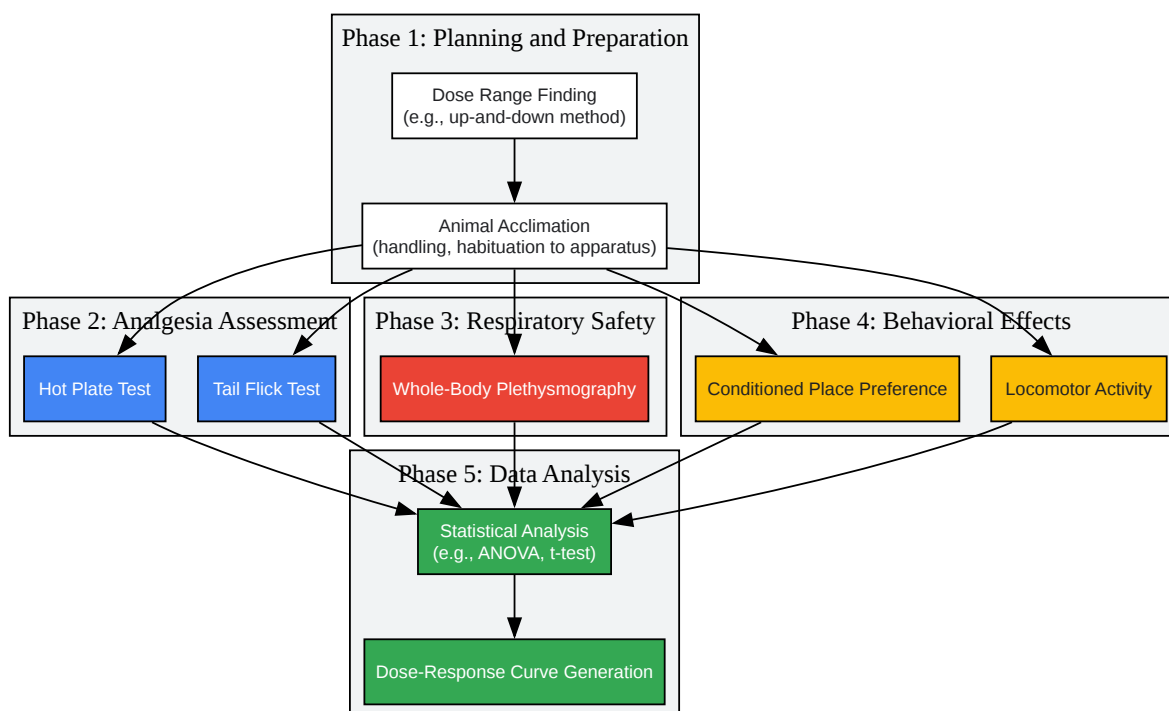 Phase 1: Planning and Preparation
Dose Range Finding
(e.g., up-and-down method)
Animal Acclimation
(handling, habituation to apparatus)
Phase 2: Analgesia Assessment
Hot Plate Test
Tail Flick Test
Phase 3: Respiratory Safety
Whole-Body Plethysmography
Phase 4: Behavioral Effects
Conditioned Place Preference
Locomotor Activity
Phase 5: Data Analysis
Statistical Analysis
(e.g., ANOVA, t-test)
Dose-Response Curve Generation